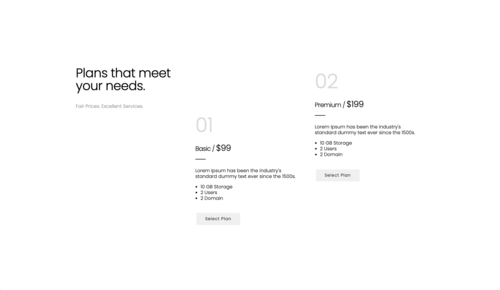 Plans that meet
your needs.
Fair Prices. Excellent Services.
01
Basic / $99
Lorem Ipsum has been the industry's
standard dummy text ever since the 1500s.
10 GB Storage
2 Users
2 Domain
Select Plan
02
Premium / $199
Lorem Ipsum has been the industry's
standard dummy text ever since the 1500s.
10 GB Storage
2 Users
2 Domain
Select Plan